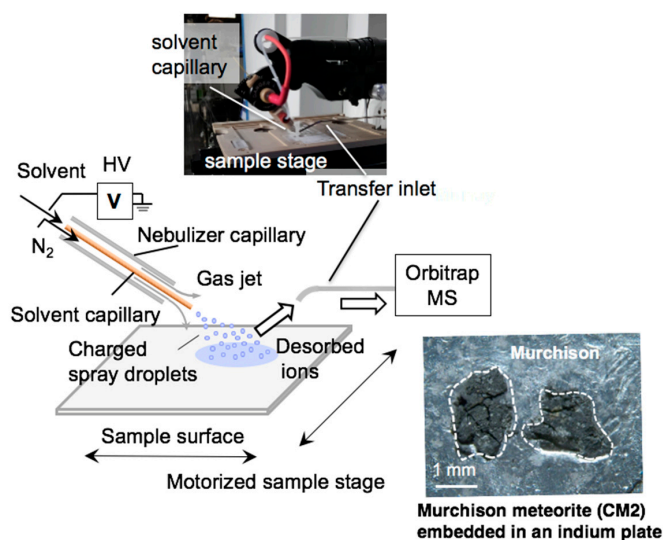 solvent
capillary
sample stage
Solvent
HV
V
N2
Transfer inlet
Nebulizer capillary
Gas jet
Orbitrap
MS
Solvent capillary
Charged
spray droplets
Desorbed
ions
Murchison
Sample surface
1 mm
Motorized sample stage
Murchison meteorite (CM2)
embedded in an indium plate